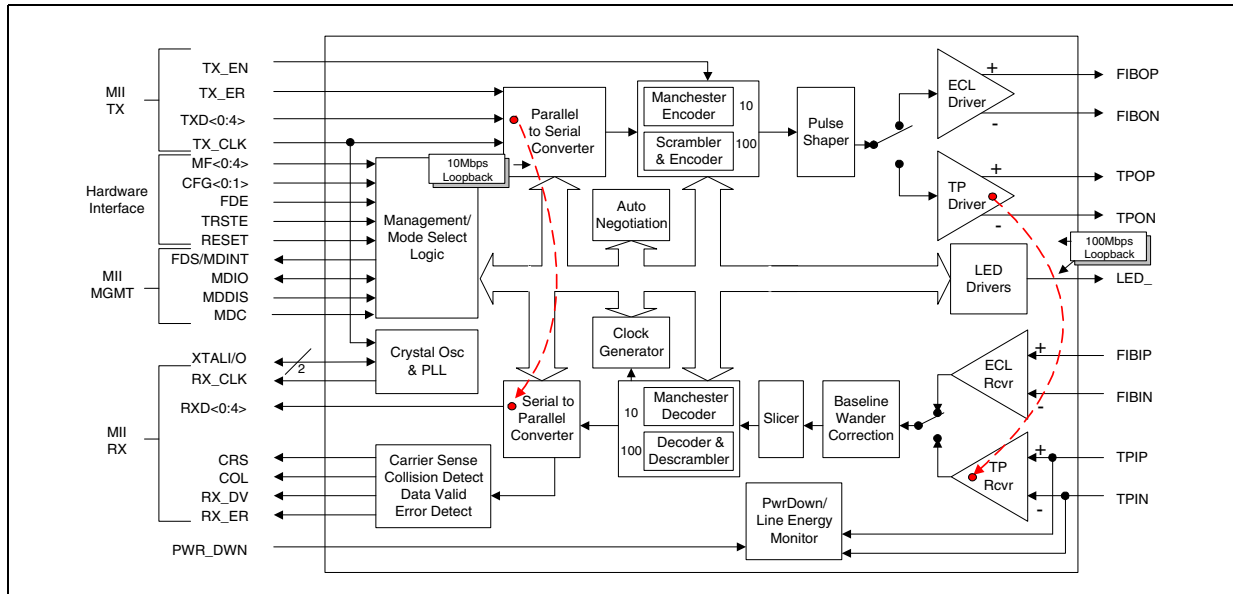 MII
TX
TX_EN
TX_ER
TXD<0:4>
TX_CLK
Hardware
Interface
MF<0:4>
CFG<0:1>
FDE
TRSTE
RESET
MII
MGMT
FDS/MDINT
MDIO
MDDIS
MDC
MII
RX
XTALI/O
2
RX_CLK
RXD<0:4>
CRS
COL
RX_DV
RX_ER
PWR_DWN
Parallel
to Serial
Converter
10Mbps
Loopback
Management/
Mode Select
Logic
Crystal Osc
& PLL
Manchester
Encoder
10
Scrambler
& Encoder
100
Pulse
Shaper
ECL
Driver
+
-
TP
Driver
+
-
FIBOP
FIBON
TPOP
TPON
Auto
Negotiation
100Mbps
Loopback
LED
Drivers
LED_
Clock
Generator
Serial to
Parallel
Converter
10
Manchester
Decoder
100
Decoder &
Descrambler
Slicer
Baseline
Wander
Correction
ECL
Rcvr
+
-
TP
Rcvr
+
-
FIBIP
FIBIN
TPIP
TPIN
Carrier Sense
Collision Detect
Data Valid
Error Detect
PwrDown/
Line Energy
Monitor